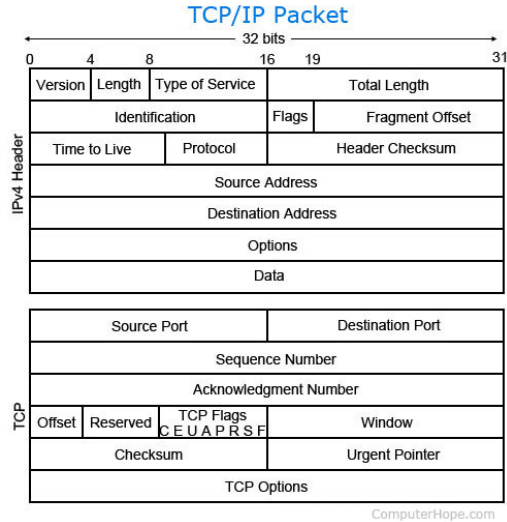 TCP/IP Packet
32 bits
0 4 8 16 19 31
Version Length Type of Service Total Length
Identification Flags Fragment Offset
Time to Live Protocol Header Checksum
Source Address
Destination Address
Options
Data
IPv4 Header
Source Port Destination Port
Sequence Number
Acknowledgment Number
Offset Reserved TCP Flags Window
C E U A P R S F
Checksum Urgent Pointer
TCP Options
TCP
ComputerHope.com